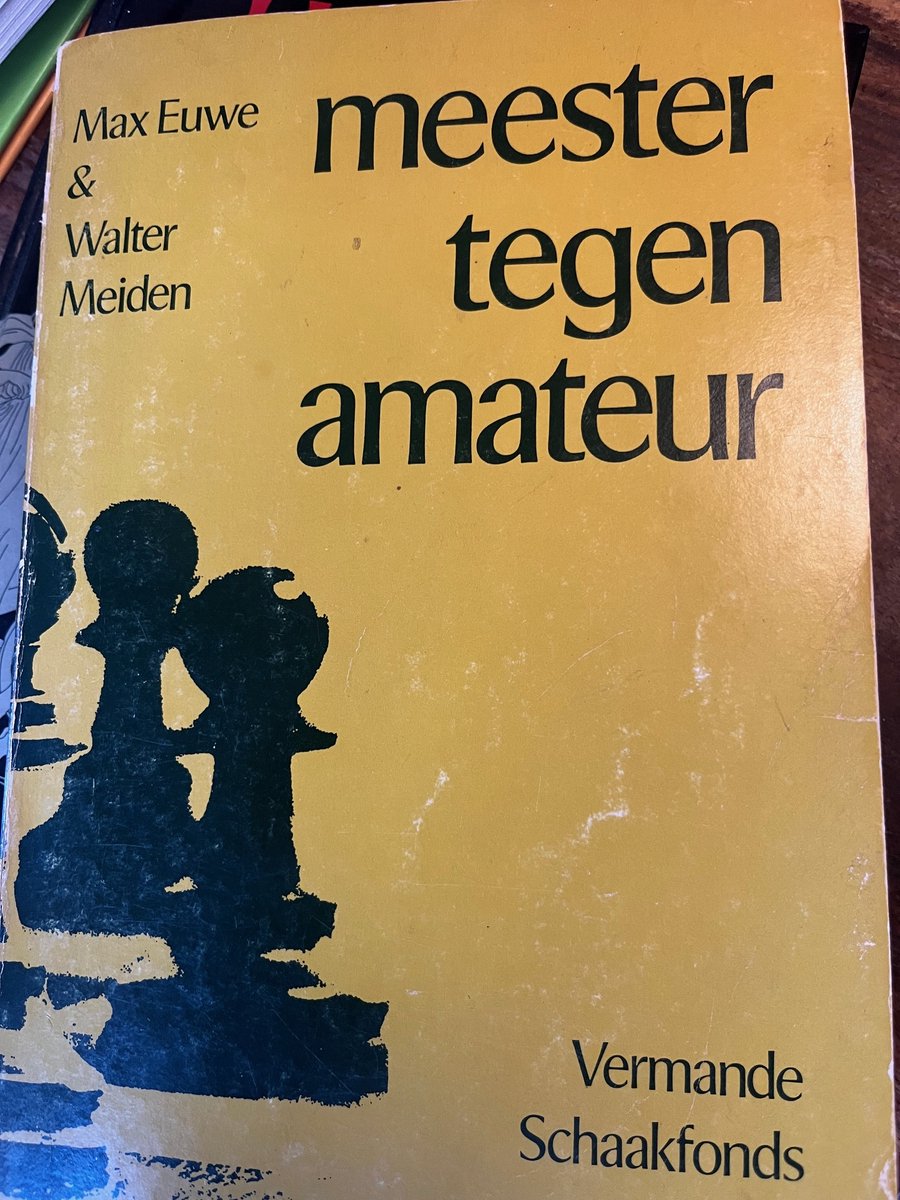 Max Euwe
&
Walter
Meiden
meester
tegen
amateur
Vermande
Schaakfonds